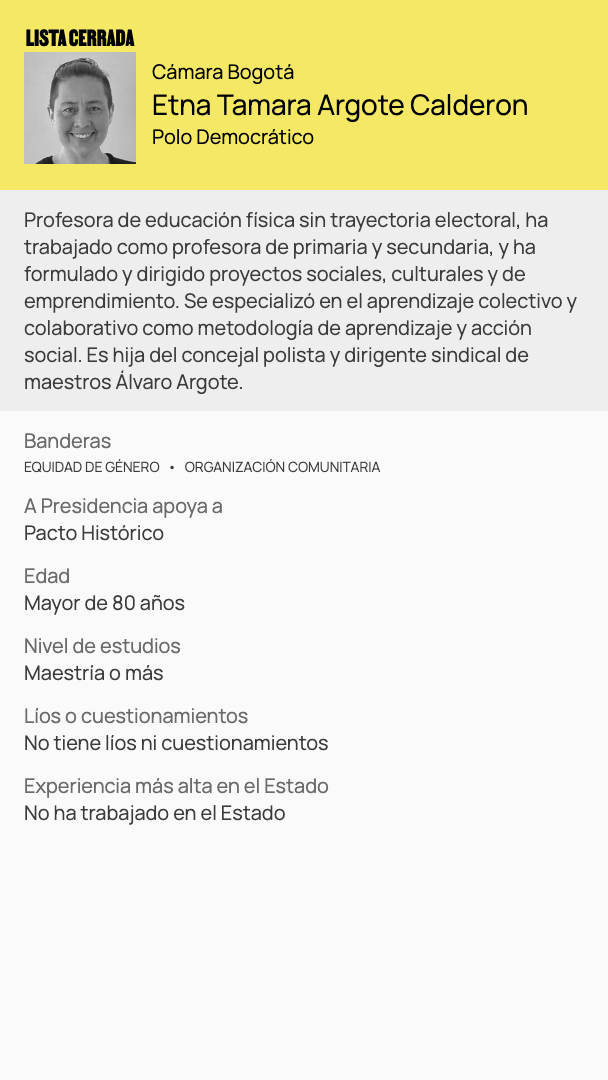 LISTA CERRADA
Cámara Bogotá
Etna Tamara Argote Calderon
Polo Democrático
Profesora de educación física sin trayectoria electoral, ha
trabajado como profesora de primaria y secundaria, y ha
formulado y dirigido proyectos sociales, culturales y de
emprendimiento. Se especializó en el aprendizaje colectivo y
colaborativo como metodología de aprendizaje y acción
social. Es hija del concejal polista y dirigente sindical de
maestros Álvaro Argote.
Banderas
EQUIDAD DE GÉNERO • ORGANIZACIÓN COMUNITARIA
A Presidencia apoya a
Pacto Histórico
Edad
Mayor de 80 años
Nivel de estudios
Maestría o más
Líos o cuestionamientos
No tiene líos ni cuestionamientos
Experiencia más alta en el Estado
No ha trabajado en el Estado